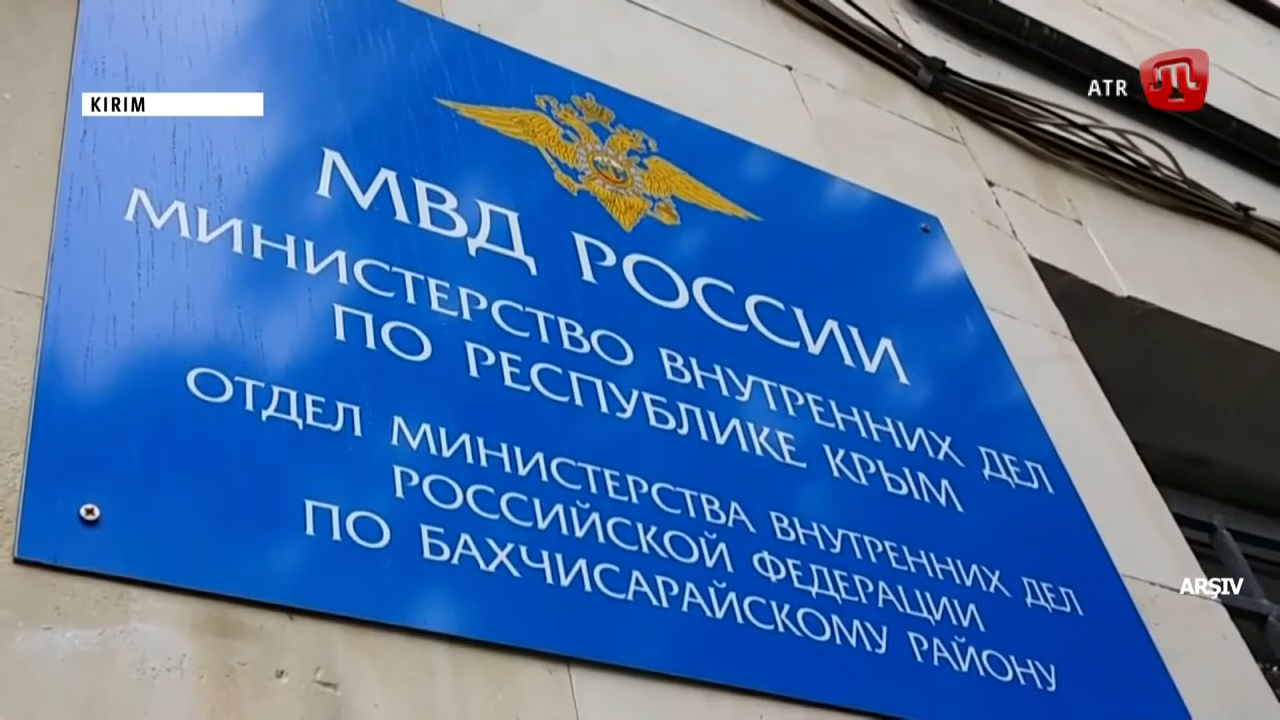 KIRIM
ATR
МВД РОССИИ
МИНИСТЕРСТВО ВНУТРЕННИХ ДЕЛ
ПО РЕСПУБЛИКЕ КРЫМ
ОТДЕЛ МИНИСТЕРСТВА ВНУТРЕННИХ ДЕЛ
РОССИЙСКОЙ ФЕДЕРАЦИИ
ПО БАХЧИСАРАЙСКОМУ РАЙОНУ
ARŞIV